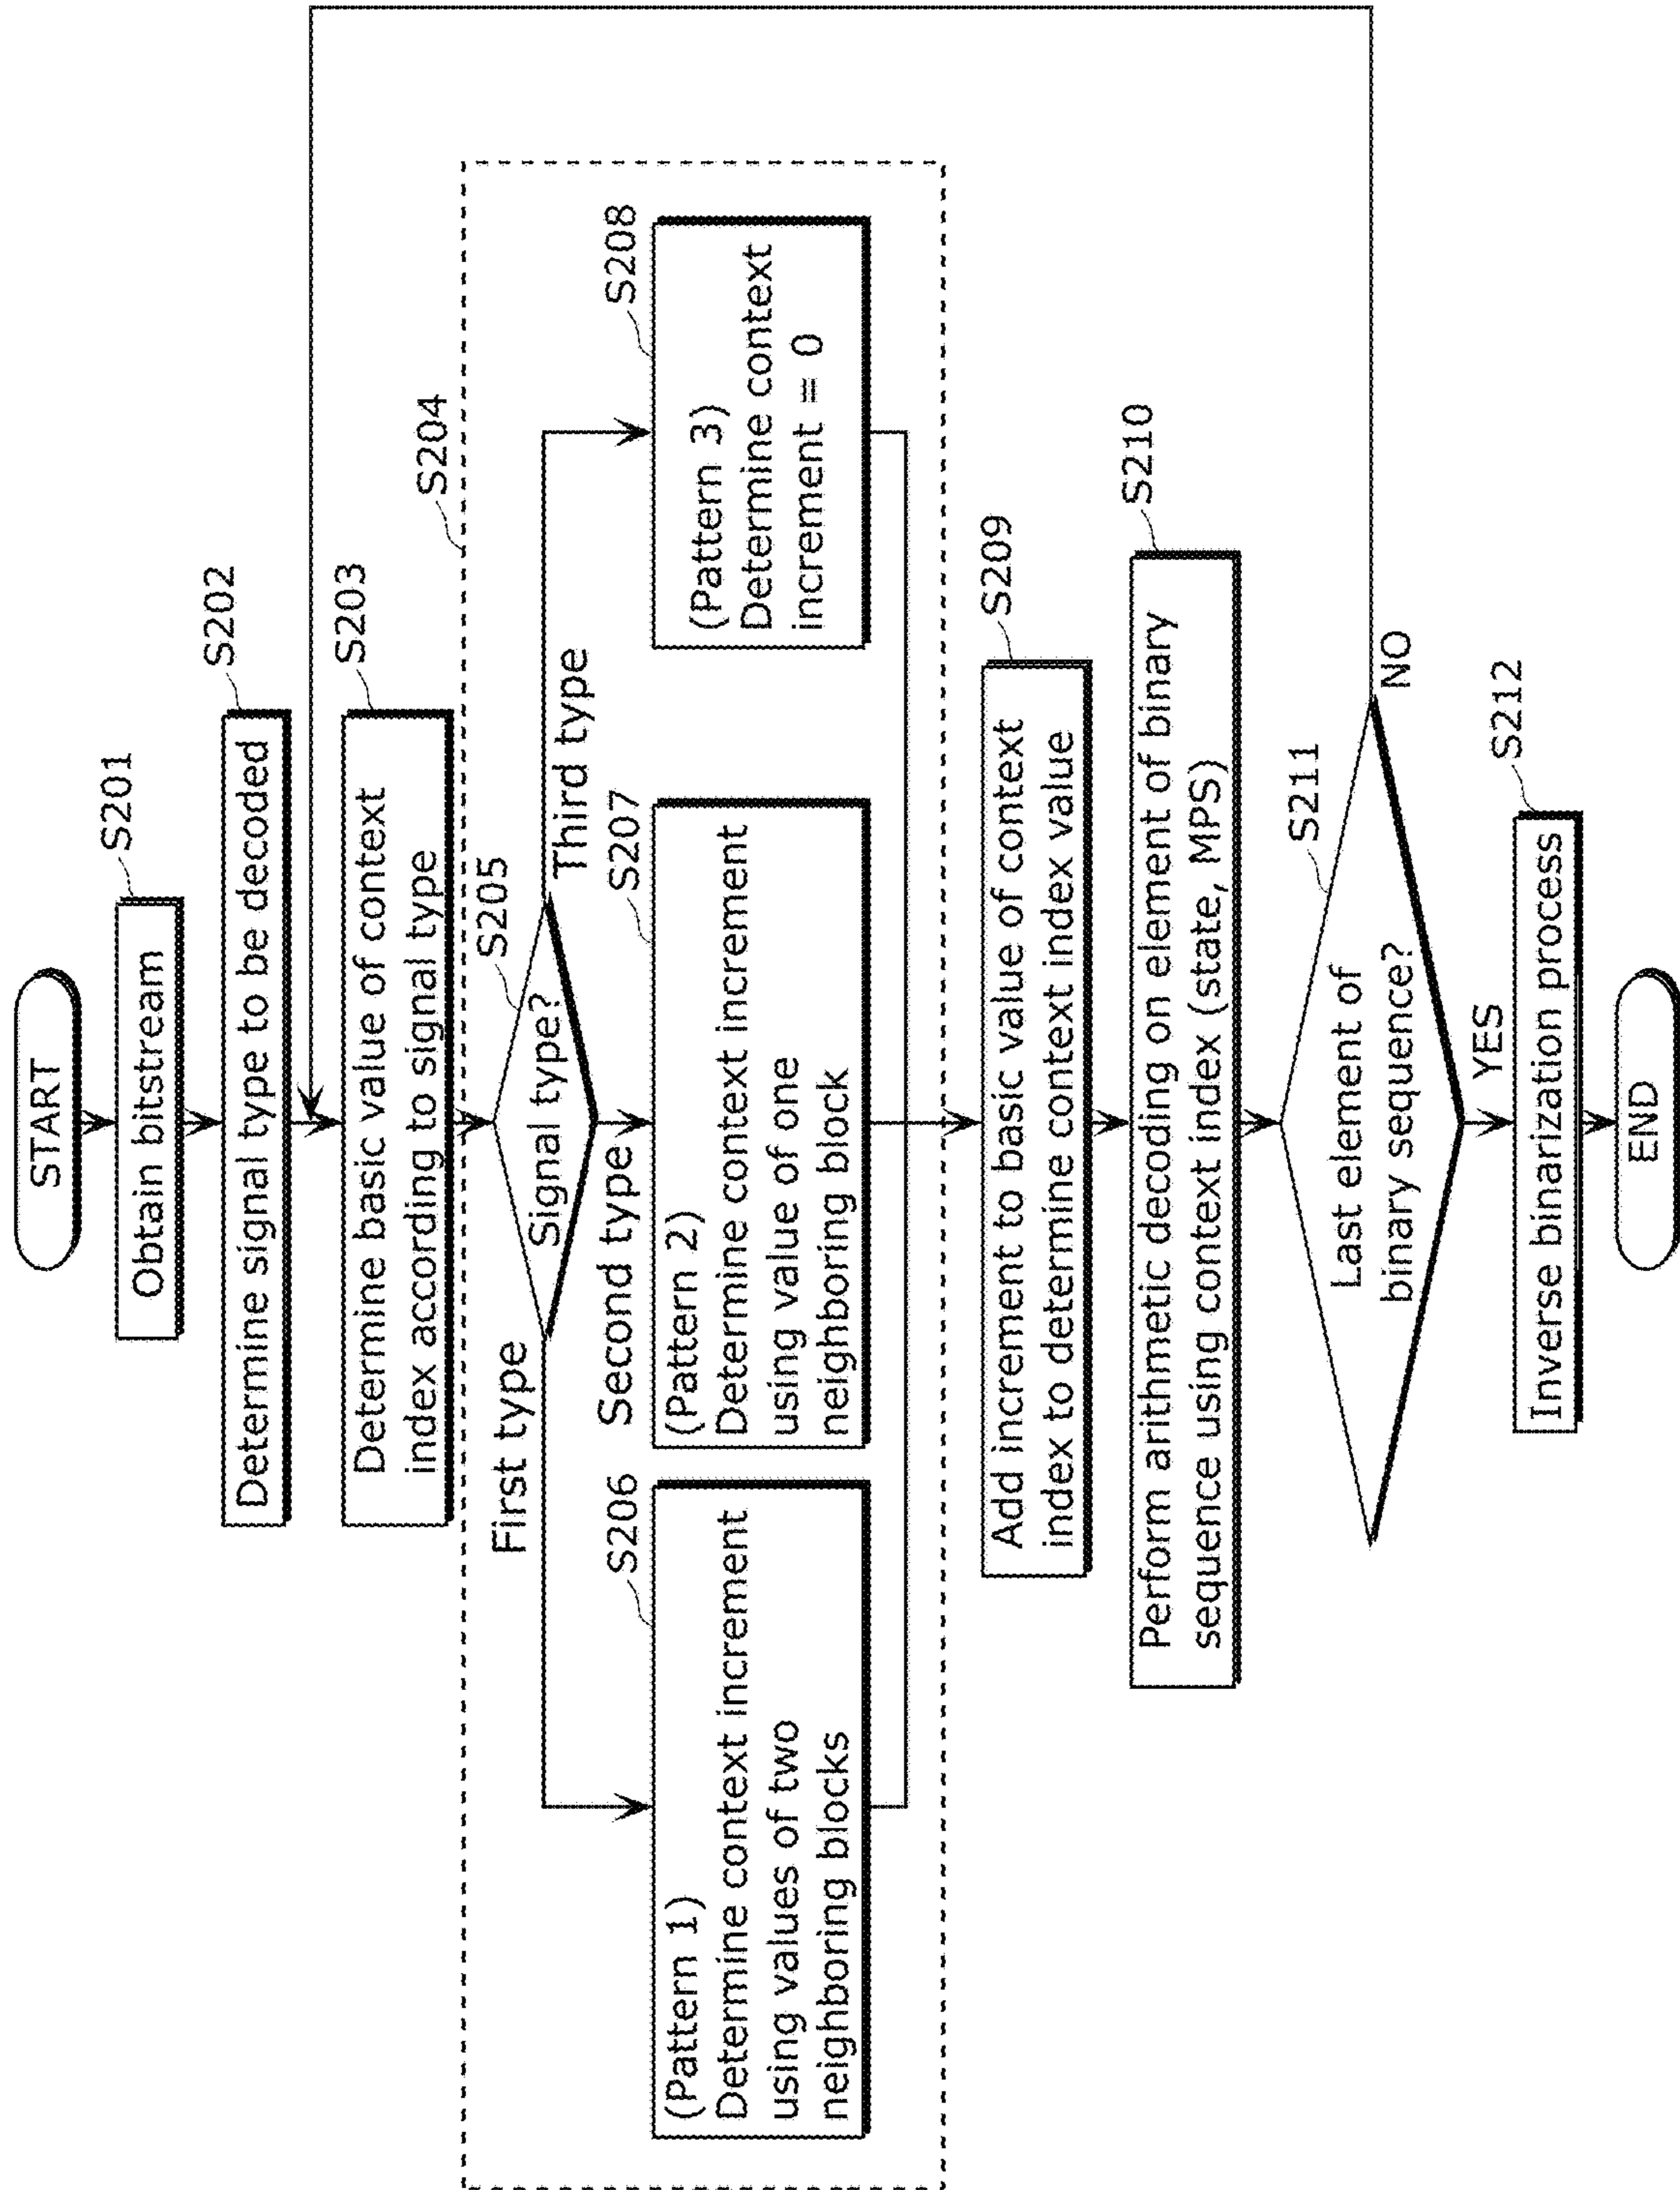 START
S201
Obtain bitstream
S202
Determine signal type to be decoded
S203
Determine basic value of context
index according to signal type
S204
S205
Signal type?
First type
Second type
Third type
S206
(Pattern 1)
Determine context increment
using values of two
neighboring blocks
S207
(Pattern 2)
Determine context increment
using value of one
neighboring block
S208
(Pattern 3)
Determine context
increment = 0
S209
Add increment to basic value of context
index to determine context index value
S210
Perform arithmetic decoding on element of binary
sequence using context index (state, MPS)
S211
Last element of
binary sequence?
NO
YES
S212
Inverse binarization process
END